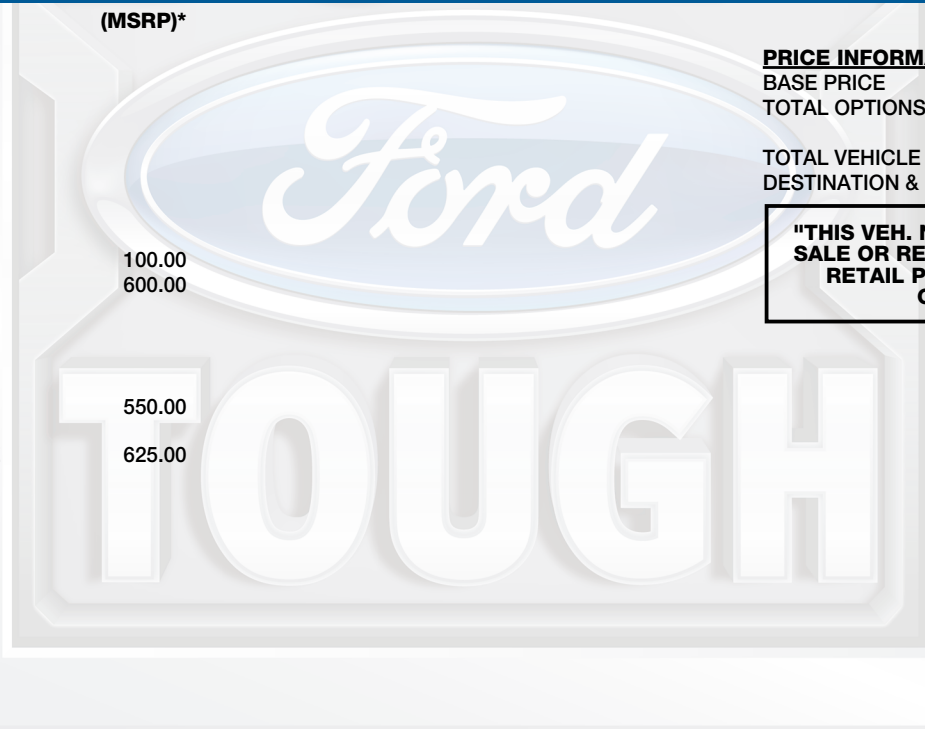 (MSRP)*
100.00
600.00
550.00
625.00
PRICE INFORMA
BASE PRICE
TOTAL OPTIONS
TOTAL VEHICLE
DESTINATION &
"THIS VEH. N
SALE OR RE
RETAIL P
Ford
TOUGH